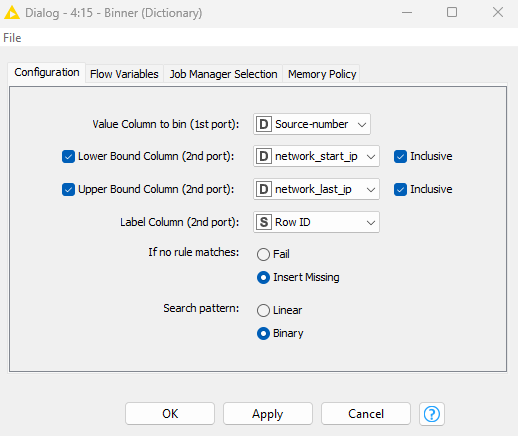 Dialog - 4:15 - Binner (Dictionary)
File
Configuration Flow Variables Job Manager Selection Memory Policy
Value Column to bin (1st port): D Source-number
Lower Bound Column (2nd port): D network_start_ip Inclusive
Upper Bound Column (2nd port): D network_last_ip Inclusive
Label Column (2nd port): S Row ID
If no rule matches: Fail
Insert Missing
Search pattern: Linear
Binary
OK Apply Cancel ?